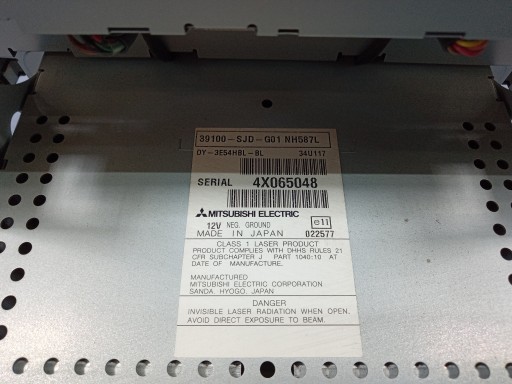 39100-SJD-G01 NH587L
DY-3E54HBL-BL 34U117
SERIAL 4X065048
MITSUBISHI ELECTRIC
12V NEG. GROUND e11
MADE IN JAPAN 022577
CLASS 1 LASER PRODUCT
PRODUCT COMPLIES WITH DHHS RULES 21
CFR SUBCHAPTER J PART 1040:10 AT
DATE OF MANUFACTURE.
MANUFACTURED
MITSUBISHI ELECTRIC CORPORATION
SANDA, HYOGO, JAPAN
DANGER
INVISIBLE LASER RADIATION WHEN OPEN.
AVOID DIRECT EXPOSURE TO BEAM.